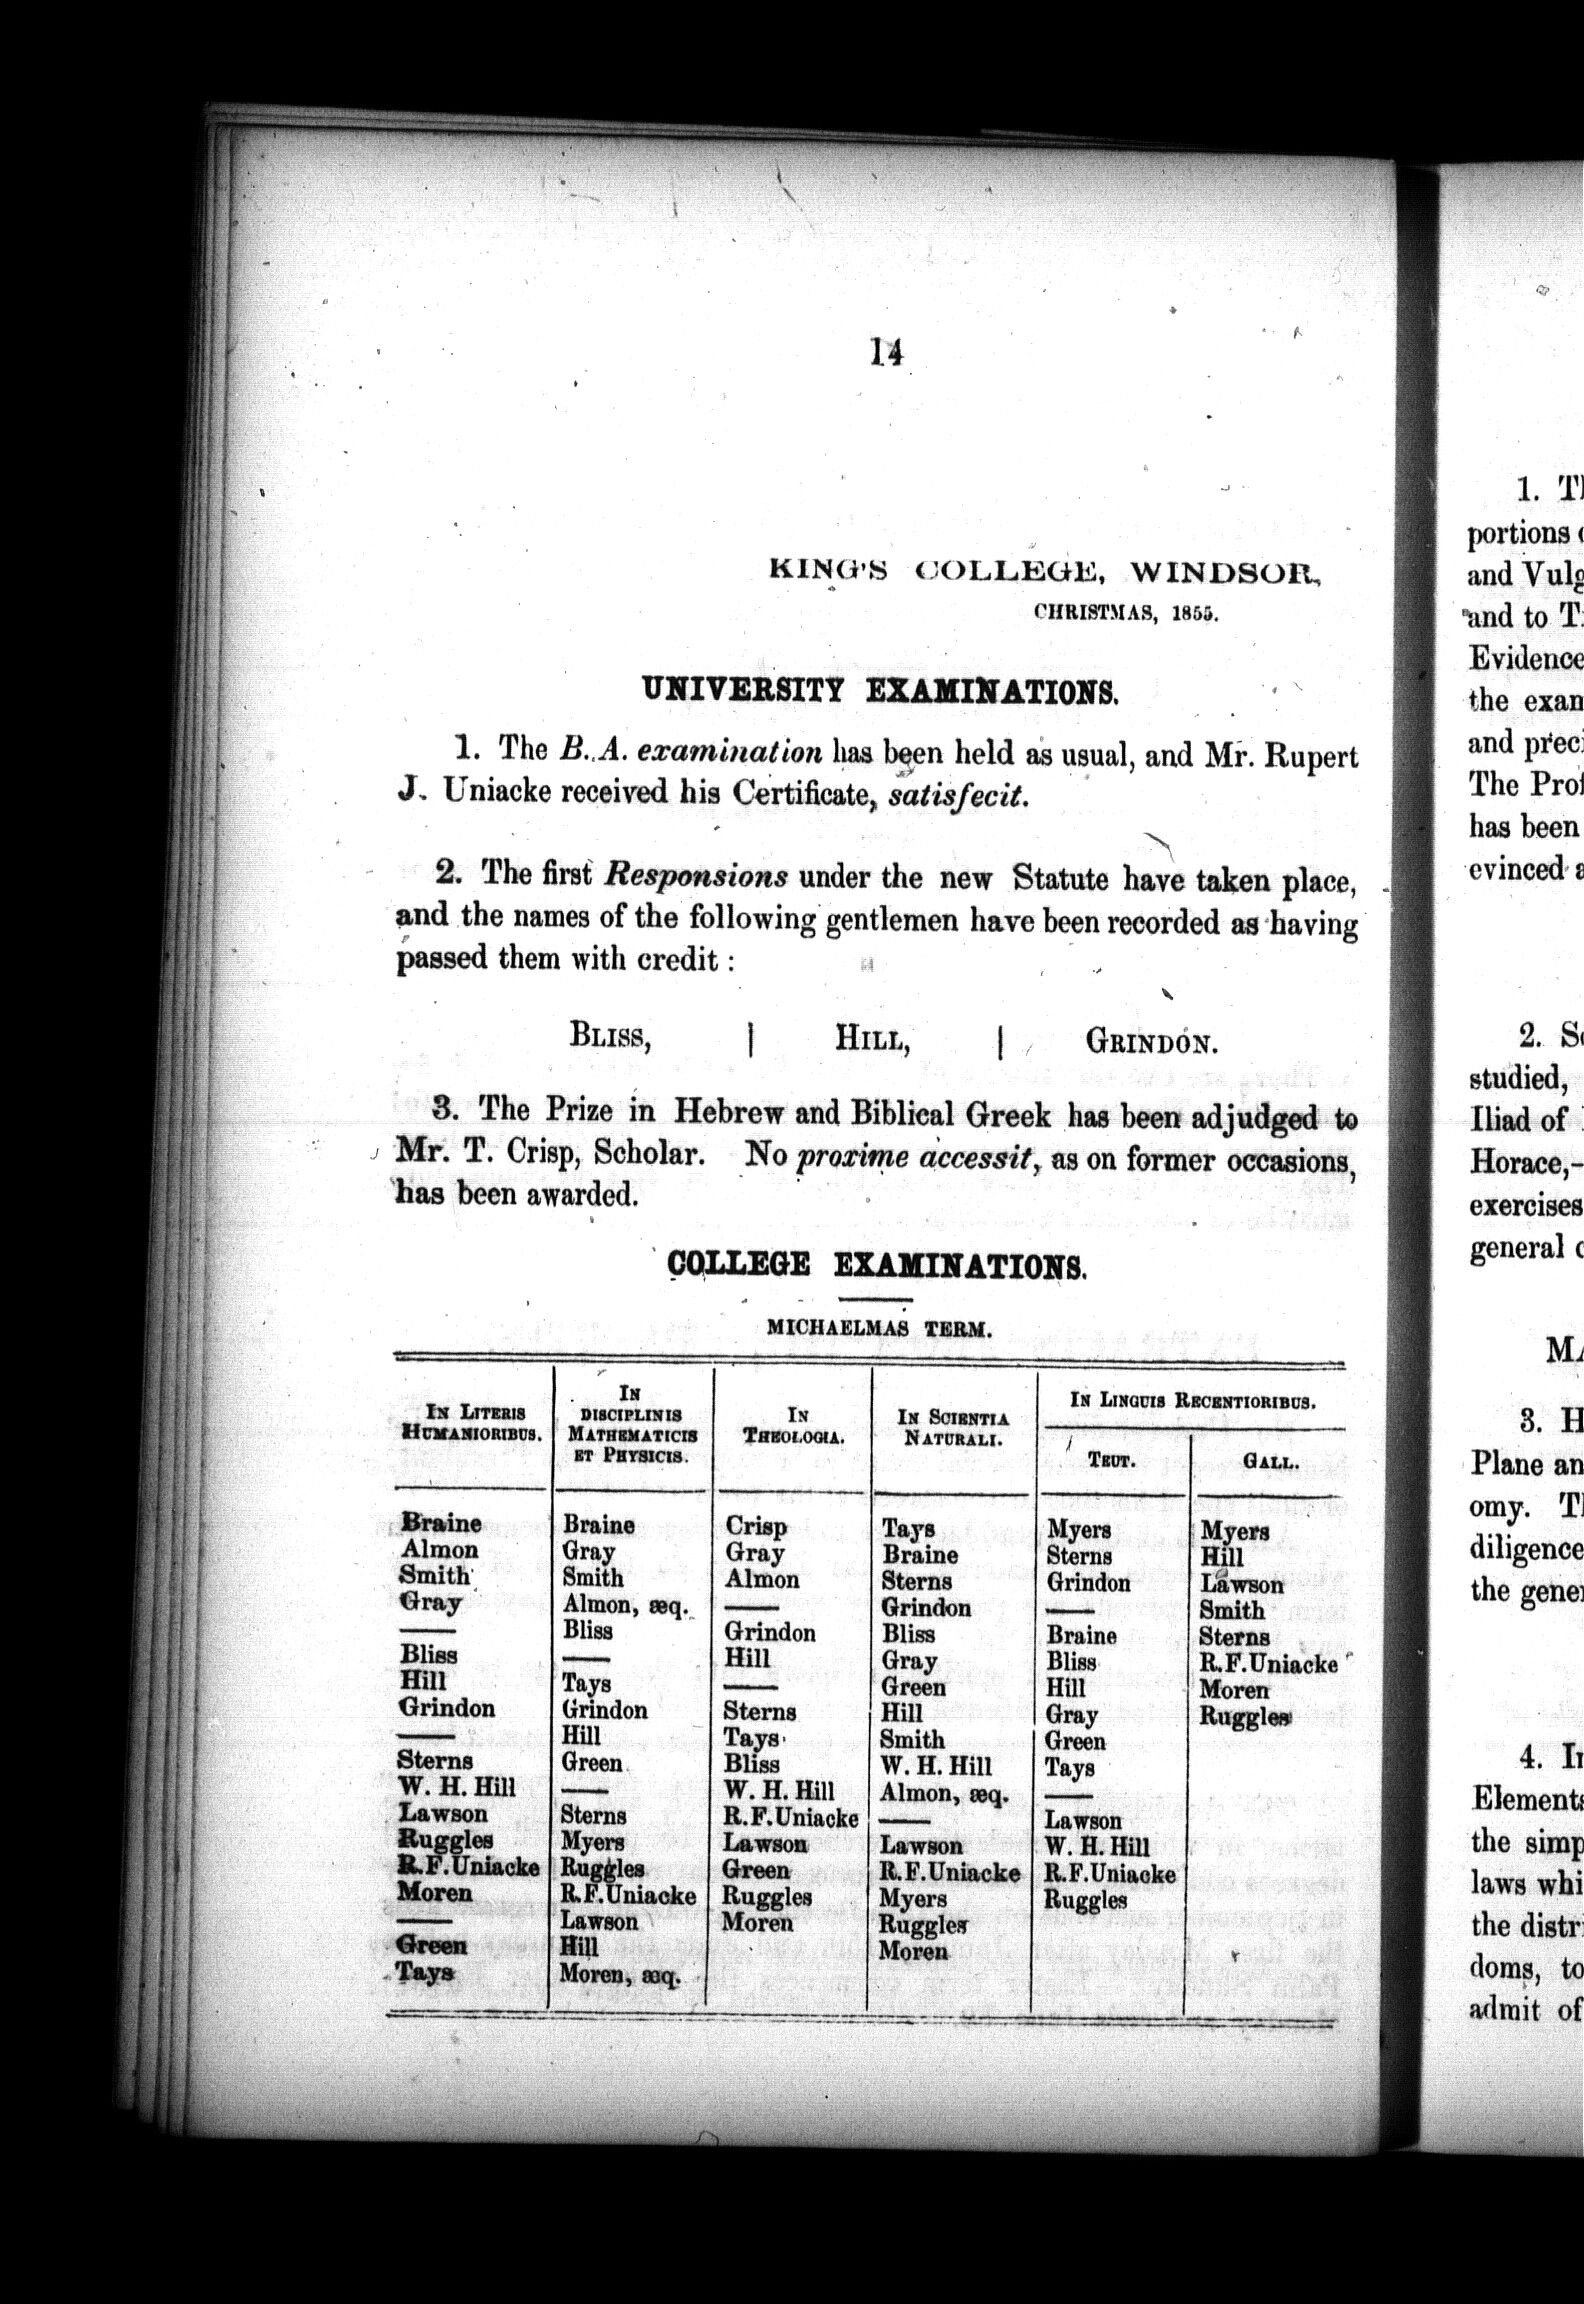 14
KING'S COLLEGE, WINDSOR,
CHRISTMAS, 1855.
UNIVERSITY EXAMINATIONS.
1. The B. A. examination has been held as usual, and Mr. Rupert
J. Uniacke received his Certificate, satisfecit.
2. The first Responsions under the new Statute have taken place,
and the names of the following gentlemen have been recorded as having
passed them with credit :
BLISS, | HILL, | GRINDON.
3. The Prize in Hebrew and Biblical Greek has been adjudged to
Mr. T. Crisp, Scholar. No proxime accessit, as on former occasions,
has been awarded.
COLLEGE EXAMINATIONS.
MICHAELMAS TERM.
IN LITERIS
HUMANIORIBUS.
Braine
Almon
Smith
Gray
——
Bliss
Hill
Grindon
——
Sterns
W. H. Hill
Lawson
Ruggles
R.F.Uniacke
Moren
——
Green
Tays
IN
DISCIPLINIS
MATHEMATICIS
ET PHYSICIS.
Braine
Gray
Smith
Almon, æq.
Bliss
——
Tays
Grindon
Hill
Green
——
Sterns
Myers
Ruggles
R.F.Uniacke
Lawson
Hill
Moren, æq.
IN
THEOLOGIA.
Crisp
Gray
Almon
——
Grindon
Hill
——
Sterns
Tays
Bliss
W. H. Hill
R.F.Uniacke
Lawson
Green
Ruggles
Moren
IN SCIENTIA
NATURALI.
Tays
Braine
Sterns
Grindon
Bliss
Gray
Green
Hill
Smith
W. H. Hill
Almon, æq.
——
Lawson
R.F.Uniacke
Myers
Ruggles
Moren
IN LINGUIS RECENTIORIBUS.
TEUT.
Myers
Sterns
Grindon
——
Braine
Bliss
Hill
Gray
Green
Tays
——
Lawson
W. H. Hill
R.F.Uniacke
Ruggles
GALL.
Myers
Hill
Lawson
Smith
Sterns
R.F.Uniacke
Moren
Ruggles
1.
portions
and
and to
Evidence
the
and
The
has been
evinced
2.
studied,
Iliad of
Horace,—
exercises
general
3.
Plane
omy.
diligence
the
4.
Elements
the
laws
the
doms, to
admit of